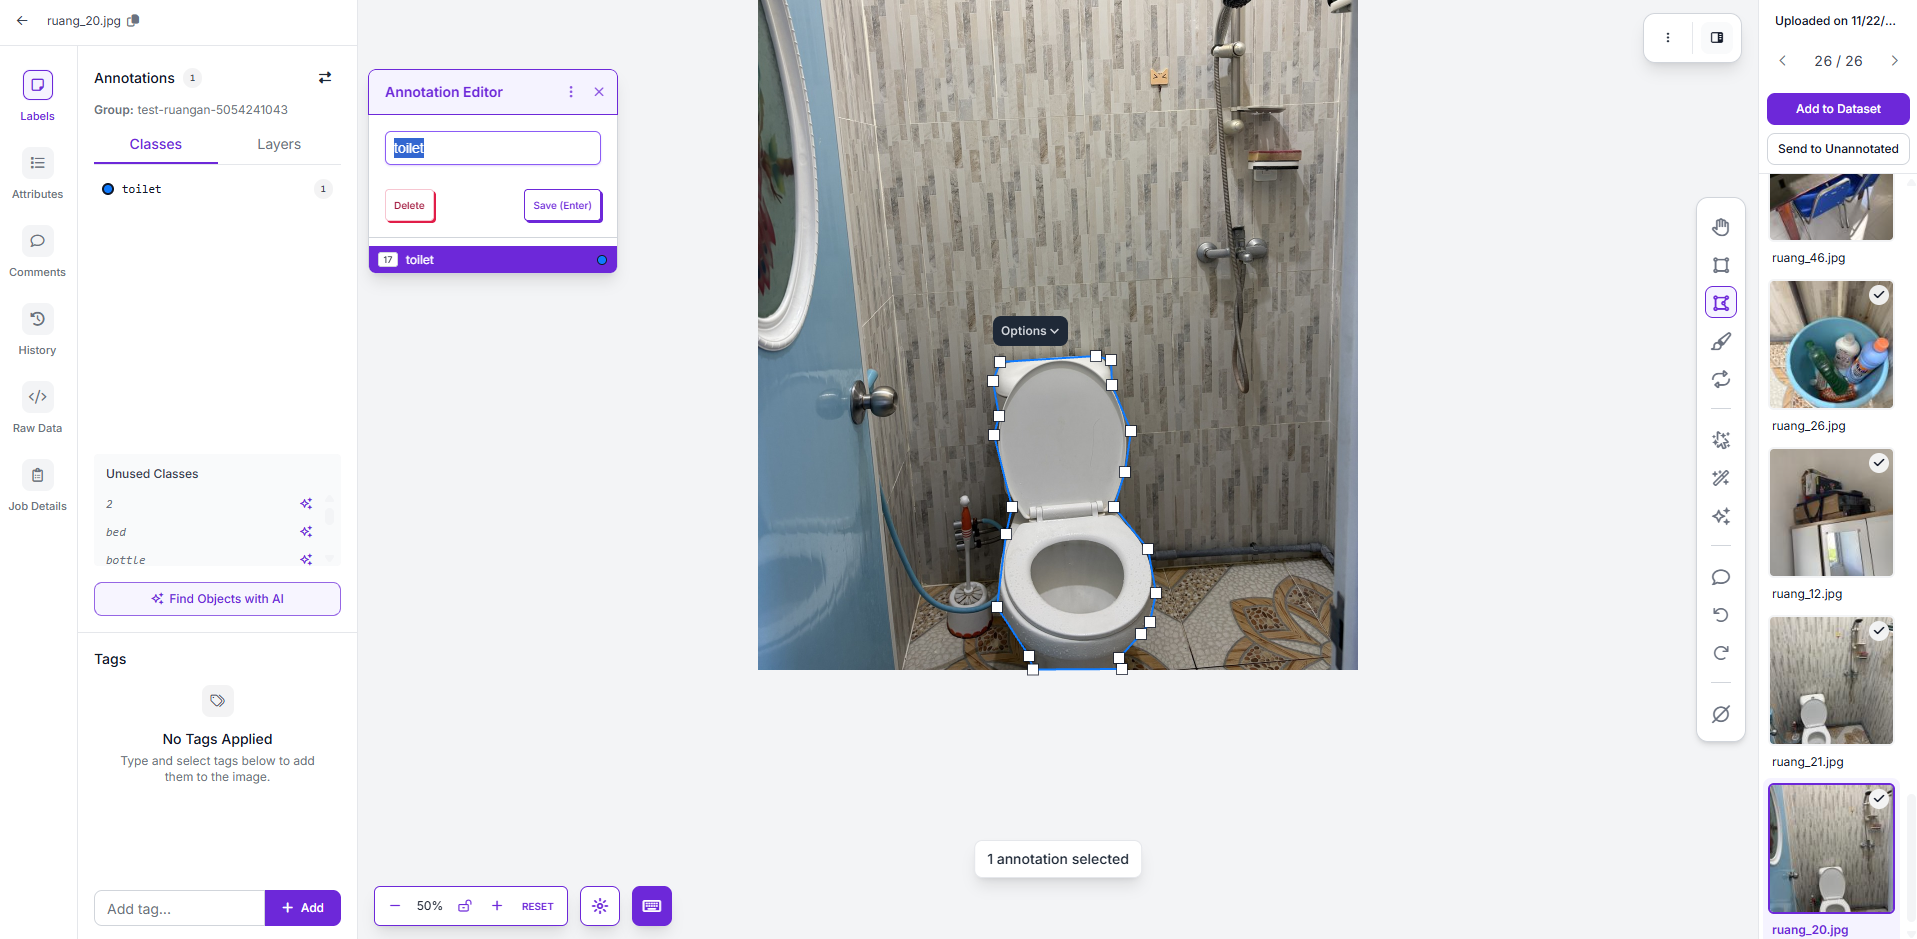 ruang_20.jpg
Labels
Attributes
Comments
History
Raw Data
Job Details
Annotations 1
Group: test-ruangan-5054241043
Classes
Layers
toilet 1
Unused Classes
2
bed
bottle
Find Objects with AI
Tags
No Tags Applied
Type and select tags below to add
them to the image.
Add tag...
+ Add
Annotation Editor
toilet
Delete
Save (Enter)
17 toilet
Options
1 annotation selected
50%
RESET
Uploaded on 11/22/...
26 / 26
Add to Dataset
Send to Unannotated
ruang_46.jpg
ruang_26.jpg
ruang_12.jpg
ruang_21.jpg
ruang_20.jpg